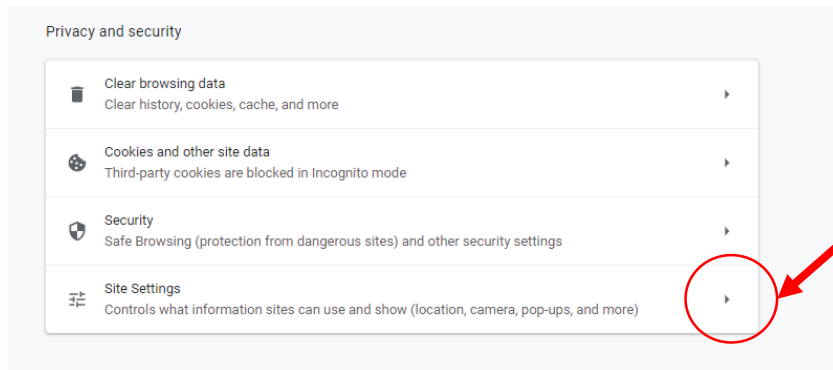 Privacy and security
Clear browsing data
Clear history, cookies, cache, and more
Cookies and other site data
Third-party cookies are blocked in Incognito mode
Security
Safe Browsing (protection from dangerous sites) and other security settings
Site Settings
Controls what information sites can use and show (location, camera, pop-ups, and more)